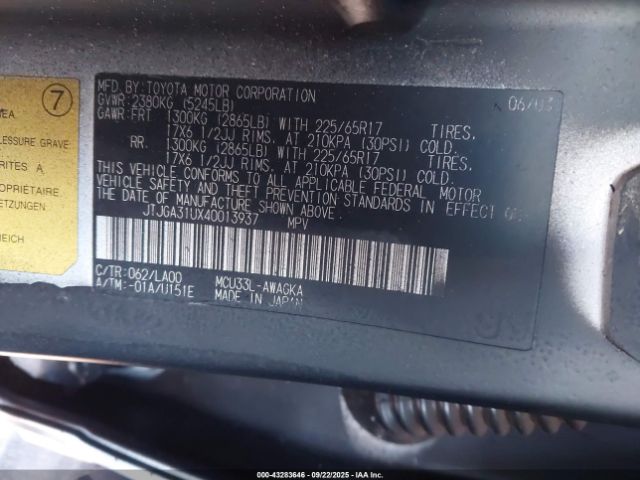 7
EA
LESSURE GRAVE
RITES A
PROPRIETAIRE
EICH
MFD. BY: TOYOTA MOTOR CORPORATION 06/03
GVWR: 2380KG (5245LB)
GAWR: FRT 1300KG (2865LB) WITH 225/65R17 TIRES,
17X6 1/2JJ RIMS, AT 210KPA (30PSI) COLD.
RR. 1300KG (2865LB) WITH 225/65R17 TIRES,
17X6 1/2JJ RIMS, AT 210KPA (30PSI) COLD.
THIS VEHICLE CONFORMS TO ALL APPLICABLE FEDERAL MOTOR
VEHICLE SAFETY AND THEFT PREVENTION STANDARDS IN EFFECT ON
THE DATE OF MANUFACTURE SHOWN ABOVE.
JTJGA31UX40013937 MPV
C/TR: 062/LA00 MCU33L-AWAGKA
A/TM: -01A/U151E MADE IN JAPAN
000-43283646 - 09/22/2025 - IAA Inc.